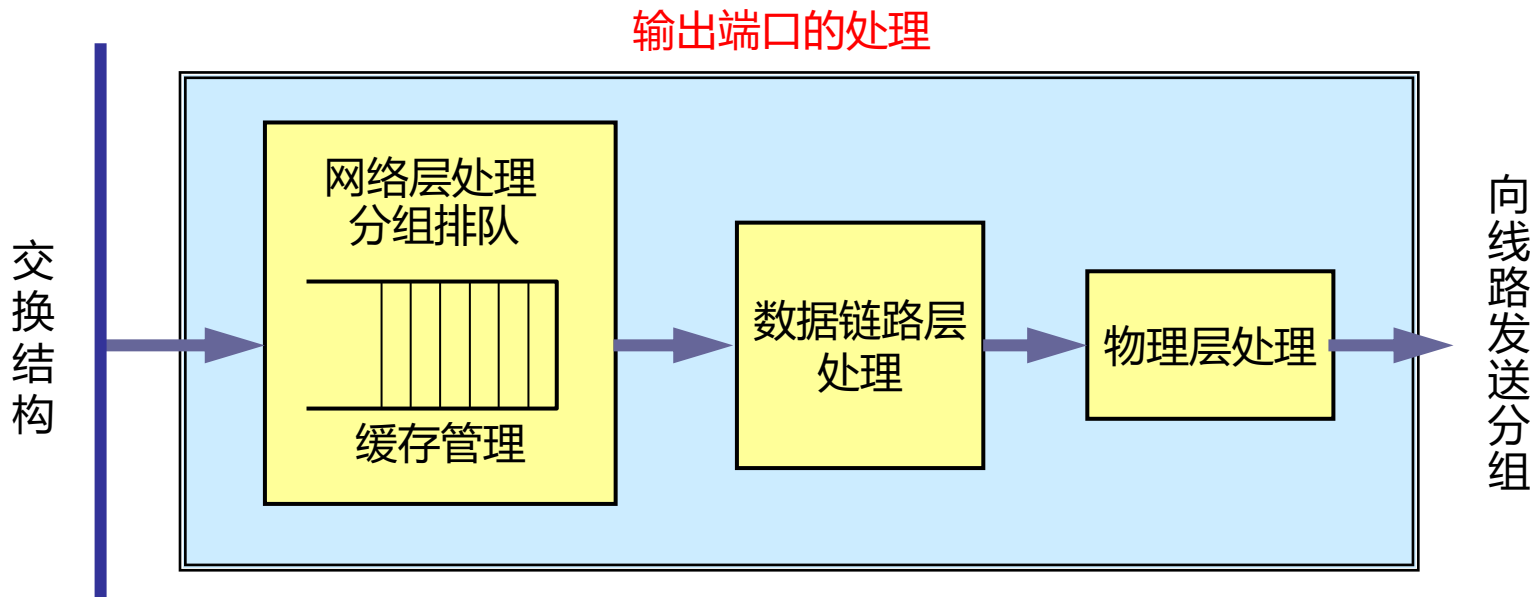 输出端口的处理
交换结构
网络层处理
分组排队
缓存管理
数据链路层
处理
物理层处理
向线路发送分组